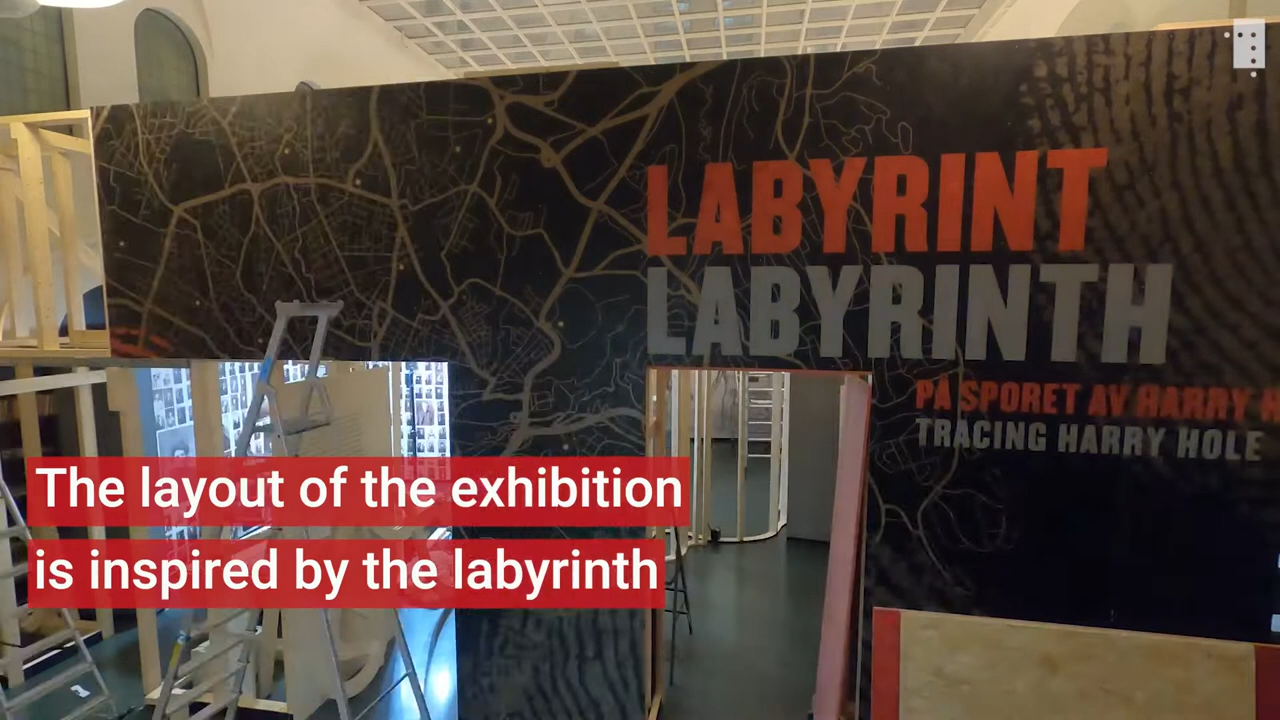 LABYRINT
LABYRINTH
PÅ SPORET AV HARRY
TRACING HARRY HOLE
The layout of the exhibition
is inspired by the labyrinth